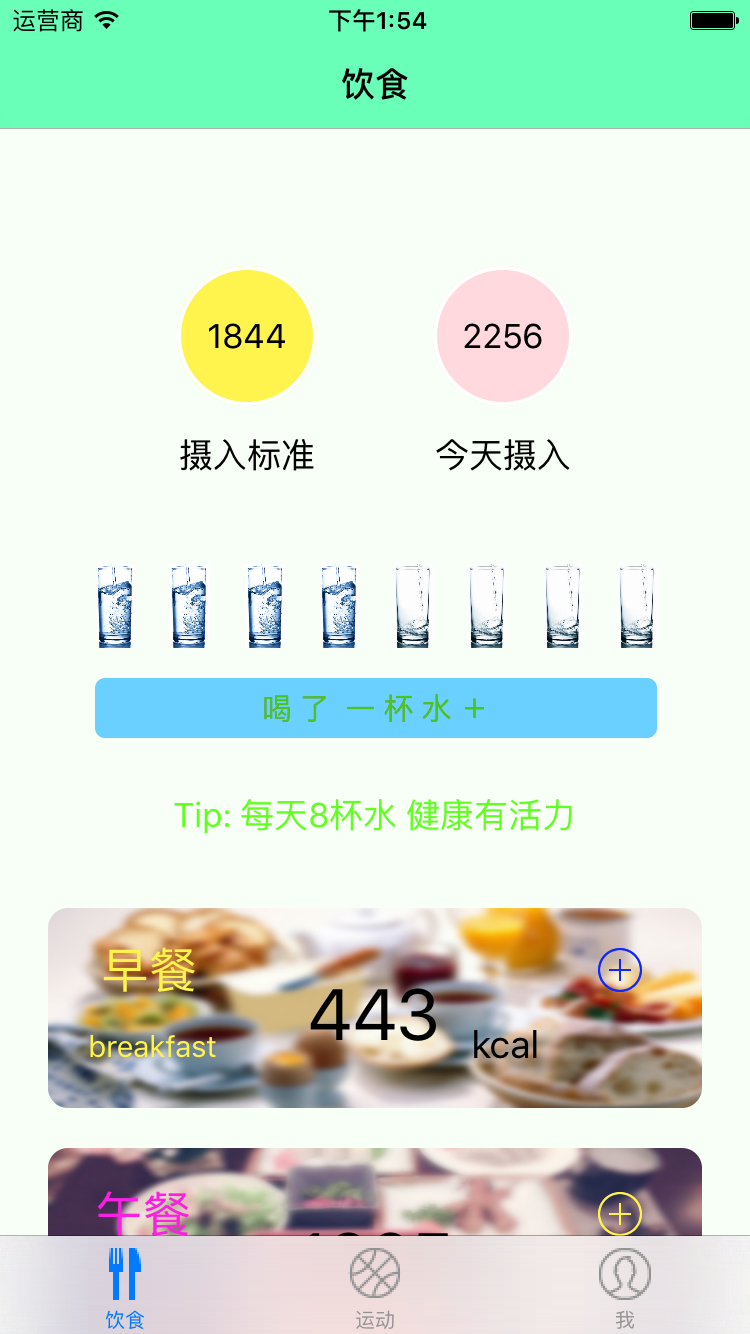 运营商 下午1:54
饮食
1844 2256
摄入标准 今天摄入
喝了 一杯水＋
Tip: 每天8杯水 健康有活力
早餐
443
breakfast kcal
午餐
饮食 运动 我